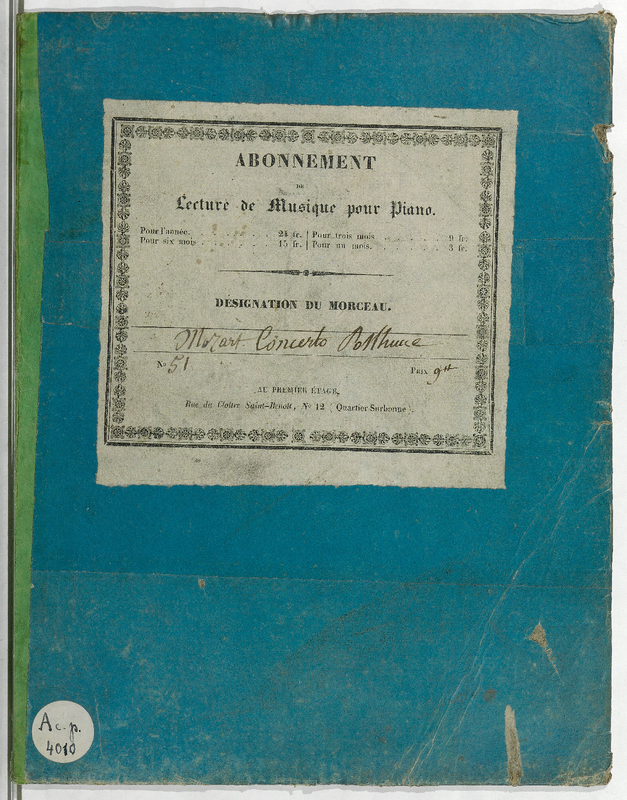 ABONNEMENT
DE
Lecture de Musique pour Piano.
Pour l'année. 24 fr. | Pour trois mois 9 fr.
Pour six mois 15 fr. | Pour un mois. 3 fr.
DÉSIGNATION DU MORCEAU.
Mozart Concerto
No 51
PRIX 9tt
AU PREMIER ÉTAGE,
Rue du Cloître Saint-Benoît, No 12 (Quartier Sorbonne).
Ac. p.
4010